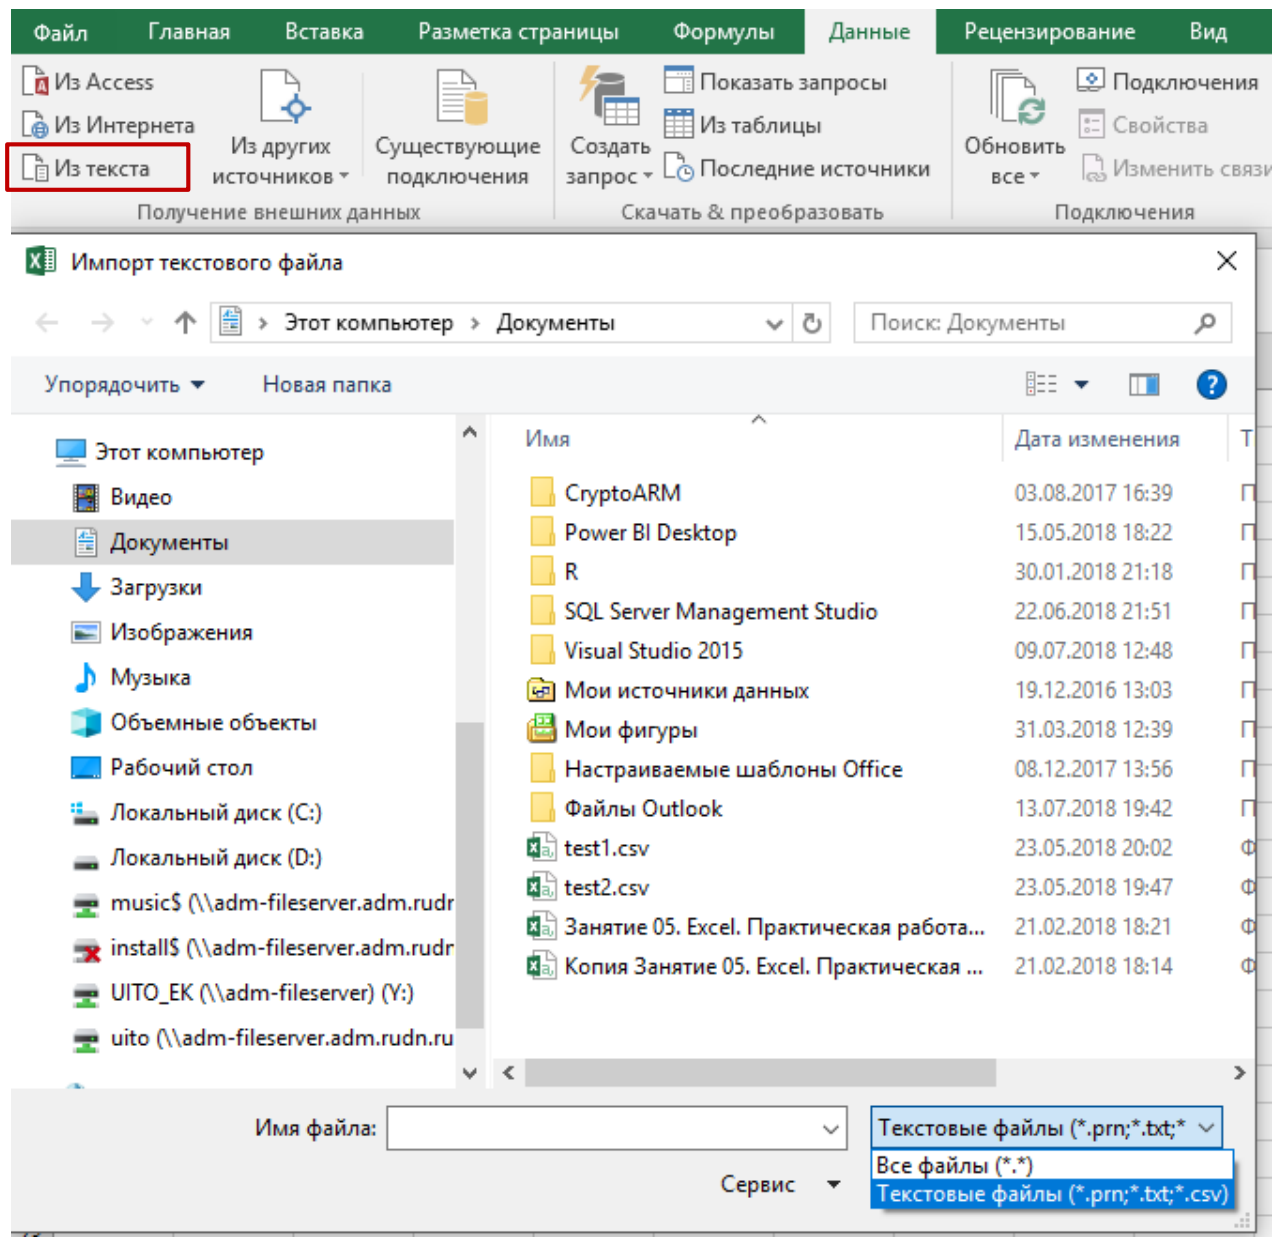 Файл Главная Вставка Разметка страницы Формулы Данные Рецензирование Вид
Из Access
Из Интернета
Из текста
Из других источников
Существующие подключения
Создать запрос
Показать запросы
Из таблицы
Последние источники
Обновить все
Подключения
Свойства
Изменить связи
Получение внешних данных Скачать & преобразовать Подключения
Импорт текстового файла
Этот компьютер > Документы Поиск: Документы
Упорядочить Новая папка
Этот компьютер
Видео
Документы
Загрузки
Изображения
Музыка
Объемные объекты
Рабочий стол
Локальный диск (C:)
Локальный диск (D:)
music$ (\\adm-fileserver.adm.rudr
install$ (\\adm-fileserver.adm.rudr
UITO_EK (\\adm-fileserver) (Y:)
uito (\\adm-fileserver.adm.rudn.ru
Имя Дата изменения Т
CryptoARM 03.08.2017 16:39 П
Power BI Desktop 15.05.2018 18:22 П
R 30.01.2018 21:18 П
SQL Server Management Studio 22.06.2018 21:51 П
Visual Studio 2015 09.07.2018 12:48 П
Мои источники данных 19.12.2016 13:03 П
Мои фигуры 31.03.2018 12:39 П
Настраиваемые шаблоны Office 08.12.2017 13:56 П
Файлы Outlook 13.07.2018 19:42 П
test1.csv 23.05.2018 20:02 Ф
test2.csv 23.05.2018 19:47 Ф
Занятие 05. Excel. Практическая работа... 21.02.2018 18:21 Ф
Копия Занятие 05. Excel. Практическая ... 21.02.2018 18:14 Ф
Имя файла: Текстовые файлы (*.prn;*.txt;*
Все файлы (*.*)
Сервис Текстовые файлы (*.prn;*.txt;*.csv)